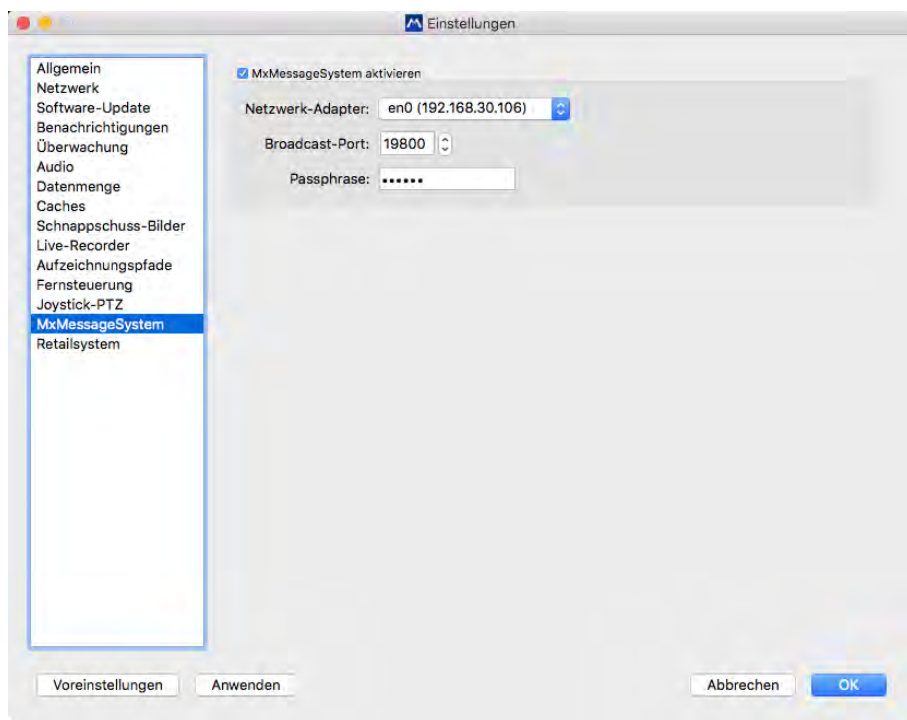 Einstellungen
Allgemein
Netzwerk
Software-Update
Benachrichtigungen
Überwachung
Audio
Datenmenge
Caches
Schnappschuss-Bilder
Live-Recorder
Aufzeichnungspfade
Fernsteuerung
Joystick-PTZ
MxMessageSystem
Retailsystem
MxMessageSystem aktivieren
Netzwerk-Adapter: en0 (192.168.30.106)
Broadcast-Port: 19800
Passphrase: ••••••
Voreinstellungen Anwenden Abbrechen OK